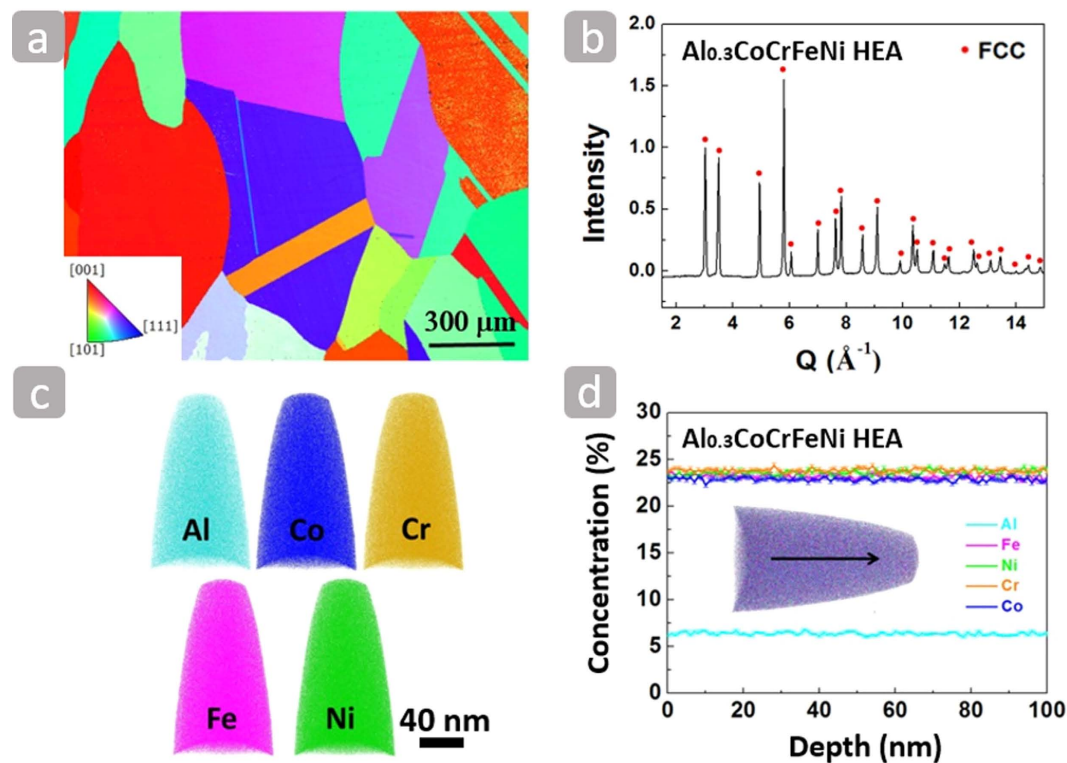 a
[001]
[111]
[101]
300 μm
b
Al0.3CoCrFeNi HEA
FCC
Intensity
2.0
1.5
1.0
0.5
0.0
2 4 6 8 10 12 14
Q (Å-1)
c
Al
Co
Cr
Fe
Ni
40 nm
d
Al0.3CoCrFeNi HEA
Concentration (%)
30
25
20
15
10
5
0
Al
Fe
Ni
Cr
Co
0 20 40 60 80 100
Depth (nm)